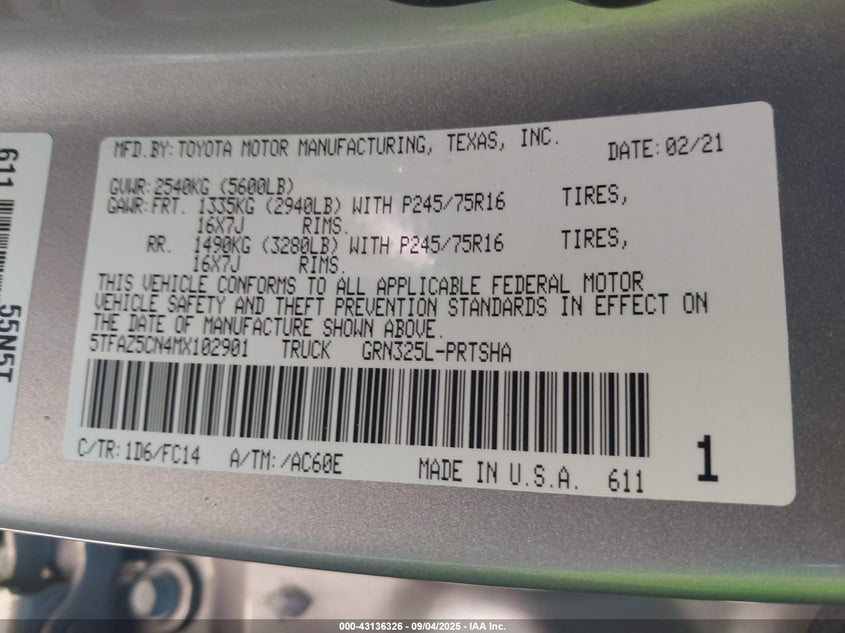 MFD.BY:TOYOTA MOTOR MANUFACTURING, TEXAS, INC. DATE:02/21
GVWR:2540KG (5600LB)
GAWR:FRT. 1335KG (2940LB) WITH P245/75R16 TIRES,
16X7J RIMS.
RR. 1490KG (3280LB) WITH P245/75R16 TIRES,
16X7J RIMS.
THIS VEHICLE CONFORMS TO ALL APPLICABLE FEDERAL MOTOR
VEHICLE SAFETY AND THEFT PREVENTION STANDARDS IN EFFECT ON
THE DATE OF MANUFACTURE SHOWN ABOVE.
5TFAZ5CN4MX102901 TRUCK GRN325L-PRTSHA
C/TR:1D6/FC14 A/TM:/AC60E MADE IN U.S.A. 611 1
611 55N5T
000-43136326 - 09/04/2025 - IAA Inc.